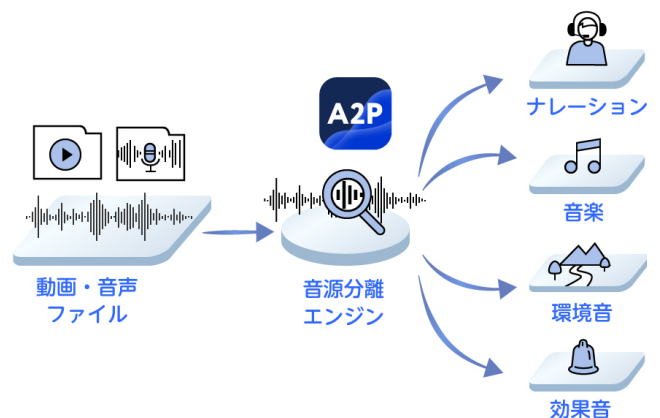 A2P
動画・音声
ファイル
音源分離
エンジン
ナレーション
音楽
環境音
効果音